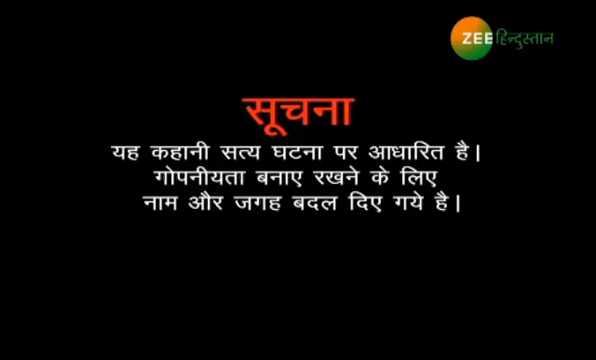 ZEE हिन्दुस्तान
सूचना
यह कहानी सत्य घटना पर आधारित है।
गोपनीयता बनाए रखने के लिए
नाम और जगह बदल दिए गये है।